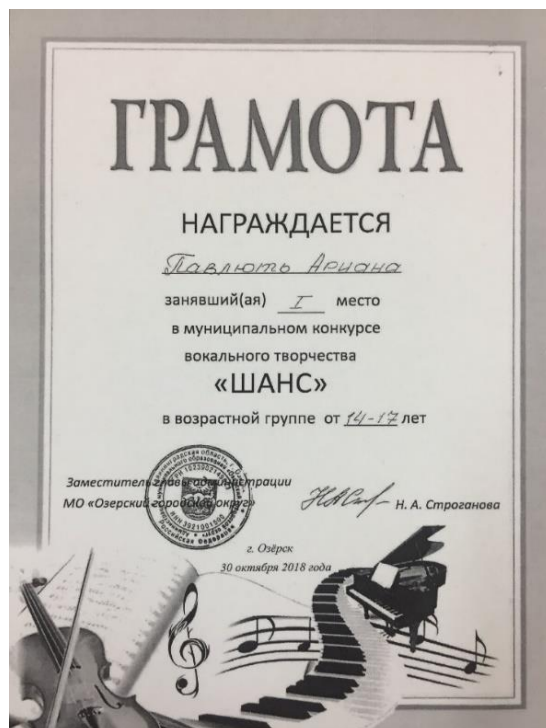 ГРАМОТА
НАГРАЖДАЕТСЯ
Павлють Ариана
занявший(ая) I место
в муниципальном конкурсе
вокального творчества
«ШАНС»
в возрастной группе от 14-17 лет
Заместитель главы администрации
МО «Озерский городской округ»
Н. А. Строганова
г. Озёрск
30 октября 2018 года